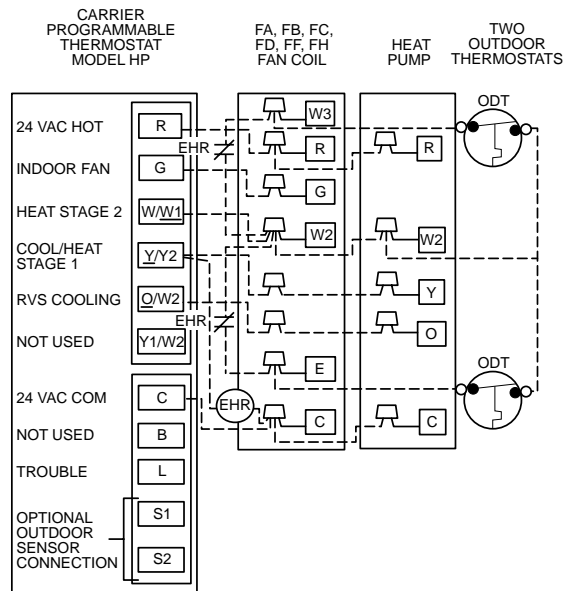 CARRIER
PROGRAMMABLE
THERMOSTAT
MODEL HP
FA, FB, FC,
FD, FF, FH
FAN COIL
HEAT
PUMP
TWO
OUTDOOR
THERMOSTATS
24 VAC HOT
R
INDOOR FAN
G
HEAT STAGE 2
W/W1
COOL/HEAT
STAGE 1
Y/Y2
RVS COOLING
O/W2
NOT USED
Y1/W2
24 VAC COM
C
NOT USED
B
TROUBLE
L
OPTIONAL
OUTDOOR
SENSOR
CONNECTION
S1
S2
EHR
EHR
EHR
W3
R
G
W2
Y
O
E
C
R
W2
Y
O
C
ODT
ODT